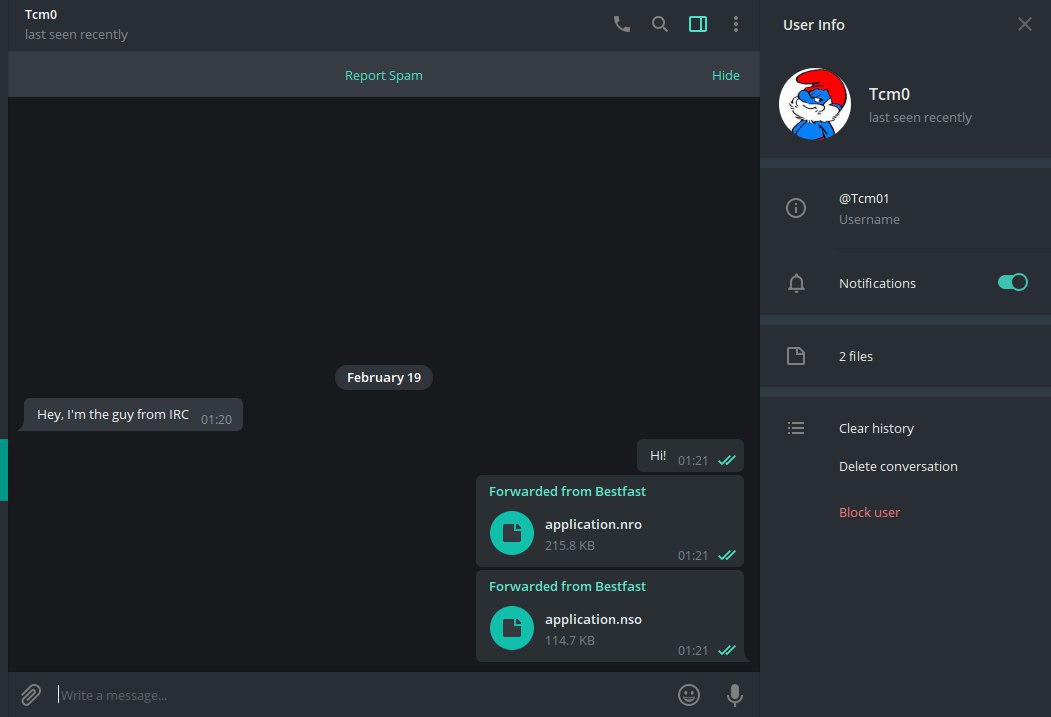 Tcm0
last seen recently
Report Spam
Hide
February 19
Hey, I'm the guy from IRC 01:20
Hi! 01:21
Forwarded from Bestfast
application.nro
215.8 KB
01:21
Forwarded from Bestfast
application.nso
114.7 KB
01:21
Write a message...
User Info
Tcm0
last seen recently
@Tcm01
Username
Notifications
2 files
Clear history
Delete conversation
Block user